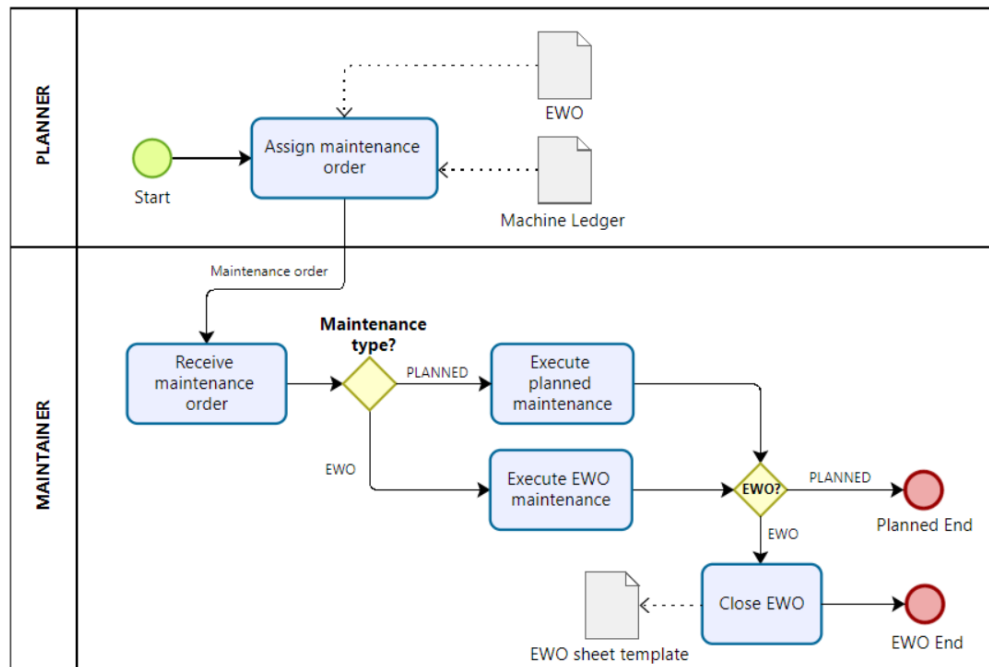 PLANNER
EWO
Assign maintenance
order
Start
Machine Ledger
MAINTAINER
Maintenance order
Maintenance
type?
Receive
maintenance
order
PLANNED
Execute
planned
maintenance
EWO
Execute EWO
maintenance
EWO?
PLANNED
Planned End
EWO
Close EWO
EWO sheet template
EWO End